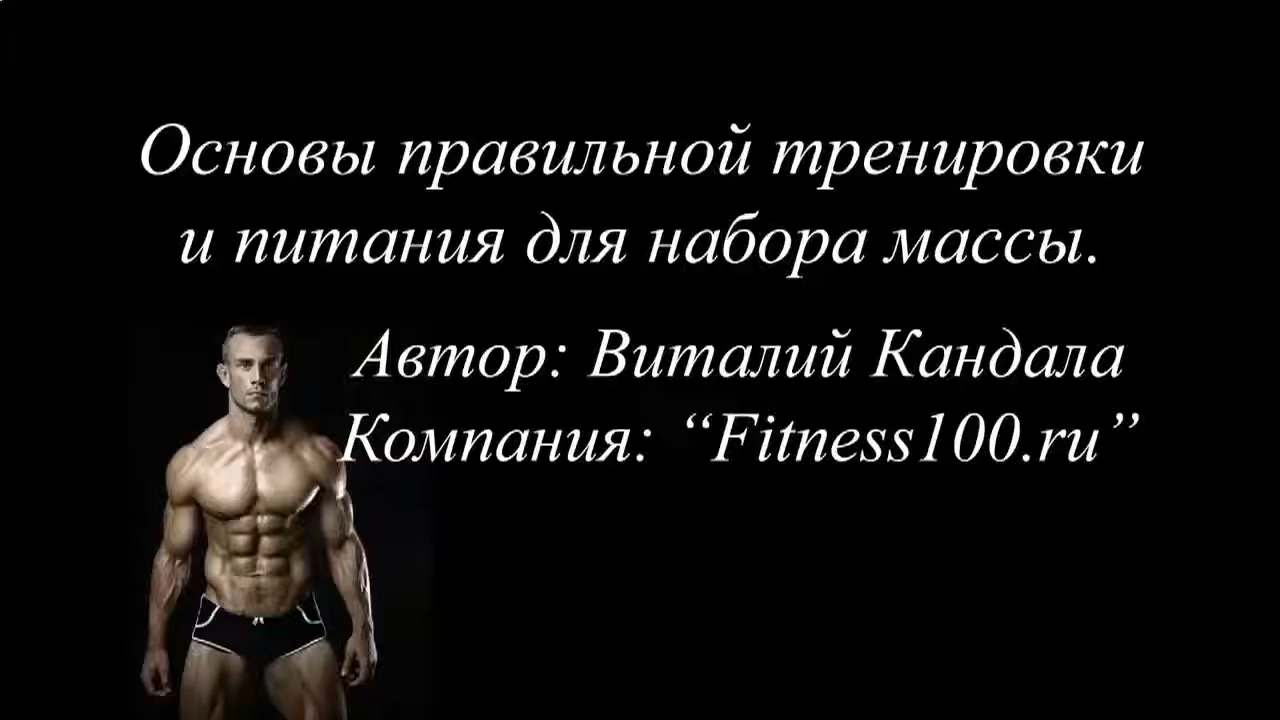 Основы правильной тренировки
и питания для набора массы.
Автор: Виталий Кандала
Компания: “Fitness100.ru”